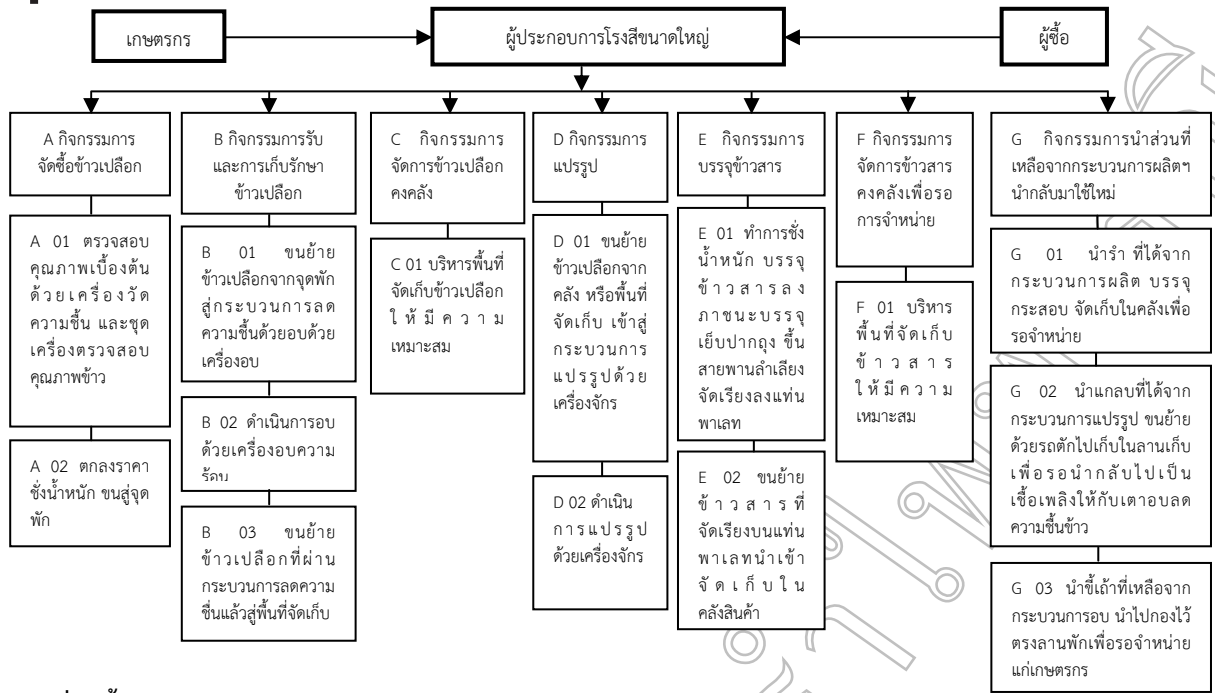 เกษตรกร
ผู้ประกอบการโรงสีขนาดใหญ่
ผู้ซื้อ
A กิจกรรมการ
จัดซื้อข้าวเปลือก
A 01 ตรวจสอบ
คุณภาพเบื้องต้น
ด้วยเครื่องวัด
ความชื้น และชุด
เครื่องตรวจสอบ
คุณภาพข้าว
A 02 ตกลงราคา
ชั่งน้ำหนัก ขนสู่จุด
พัก
B กิจกรรมการรับ
และการเก็บรักษา
ข้าวเปลือก
B 01 ขนย้าย
ข้าวเปลือกจากจุดพัก
สู่กระบวนการลด
ความชื้นด้วยอบด้วย
เครื่องอบ
B 02 ดำเนินการอบ
ด้วยเครื่องอบความ
ร้อน
B 03 ขนย้าย
ข้าวเปลือกที่ผ่าน
กระบวนการลดความ
ชื่นแล้วสู่พื้นที่จัดเก็บ
C กิจกรรมการ
จัดการข้าวเปลือก
คงคลัง
C 01 บริหารพื้นที่
จัดเก็บข้าวเปลือก
ให้มีความ
เหมาะสม
D กิจกรรมการ
แปรรูป
D 01 ขนย้าย
ข้าวเปลือกจาก
คลัง หรือพื้นที่
จัดเก็บ เข้าสู่
กระบวนการ
แปรรูปด้วย
เครื่องจักร
D 02 ดำเนิน
การแปรรูป
ด้วยเครื่องจักร
E กิจกรรมการ
บรรจุข้าวสาร
E 01 ทำการชั่ง
น้ำหนัก บรรจุ
ข้าวสารลง
ภาชนะบรรจุ
เย็บปากถุง ขึ้น
สายพานลำเลียง
จัดเรียงลงแท่น
พาเลท
E 02 ขนย้าย
ข้าวสารที่
จัดเรียงบนแท่น
พาเลทนำเข้า
จัดเก็บใน
คลังสินค้า
F กิจกรรมการ
จัดการข้าวสาร
คงคลังเพื่อรอ
การจำหน่าย
F 01 บริหาร
พื้นที่จัดเก็บ
ข้าวสาร
ให้มีความ
เหมาะสม
G กิจกรรมการนำส่วนที่
เหลือจากกระบวนการผลิตฯ
นำกลับมาใช้ใหม่
G 01 นำรำ ที่ได้จาก
กระบวนการผลิต บรรจุ
กระสอบ จัดเก็บในคลังเพื่อ
รอจำหน่าย
G 02 นำแกลบที่ได้จาก
กระบวนการแปรรูป ขนย้าย
ด้วยรถตักไปเก็บในลานเก็บ
เพื่อรอนำกลับไปเป็น
เชื้อเพลิงให้กับเตาอบลด
ความชื้นข้าว
G 03 นำขี้เถ้าที่เหลือจาก
กระบวนการอบ นำไปกองไว้
ตรงลานพักเพื่อรอจำหน่าย
แก่เกษตรกร